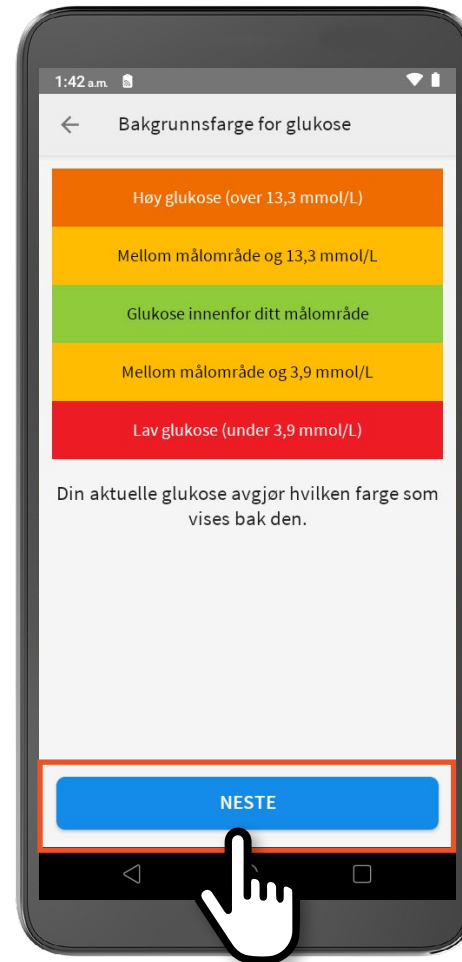 1:42 a.m.
Bakgrunnsfarge for glukose
Høy glukose (over 13,3 mmol/L)
Mellom målområde og 13,3 mmol/L
Glukose innenfor ditt målområde
Mellom målområde og 3,9 mmol/L
Lav glukose (under 3,9 mmol/L)
Din aktuelle glukose avgjør hvilken farge som
vises bak den.
NESTE